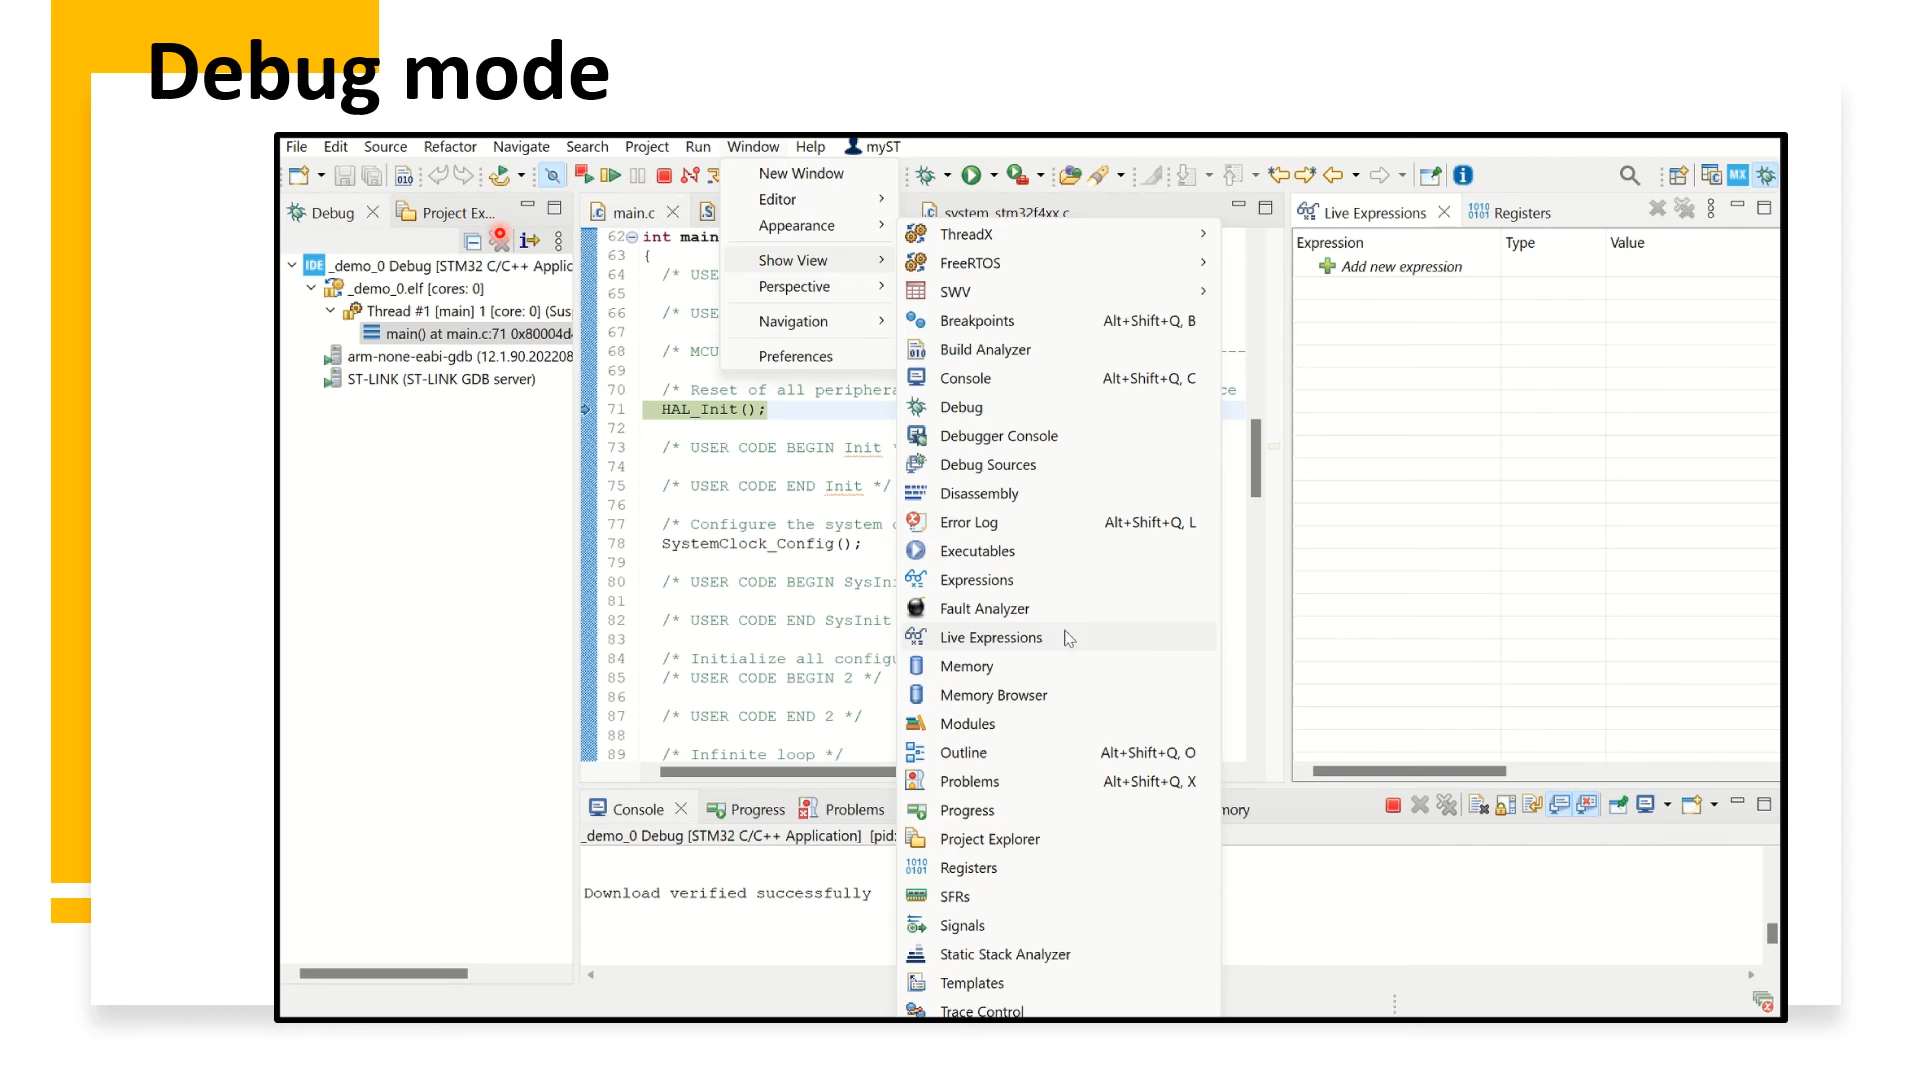 Debug mode
File Edit Source Refactor Navigate Search Project Run Window Help myST
Debug Project Ex...
_demo_0 Debug [STM32 C/C++ Applic
_demo_0.elf [cores: 0]
Thread #1 [main] 1 [core: 0] (Sus
main() at main.c:71 0x80004d
arm-none-eabi-gdb (12.1.90.202208
ST-LINK (ST-LINK GDB server)
New Window
Editor
Appearance
Show View
Perspective
Navigation
Preferences
main.c
system_stm32f4xx.c
62 int main
63 {
64 /* USE
65
66 /* USE
67
68 /* MCU ---
69
70 /* Reset of all periphera ce
71 HAL_Init();
72
73 /* USER CODE BEGIN Init *
74
75 /* USER CODE END Init */
76
77 /* Configure the system c
78 SystemClock_Config();
79
80 /* USER CODE BEGIN SysIni
81
82 /* USER CODE END SysInit
83
84 /* Initialize all configu
85 /* USER CODE BEGIN 2 */
86
87 /* USER CODE END 2 */
88
89 /* Infinite loop */
ThreadX
FreeRTOS
SWV
Breakpoints Alt+Shift+Q, B
Build Analyzer
Console Alt+Shift+Q, C
Debug
Debugger Console
Debug Sources
Disassembly
Error Log Alt+Shift+Q, L
Executables
Expressions
Fault Analyzer
Live Expressions
Memory
Memory Browser
Modules
Outline Alt+Shift+Q, O
Problems Alt+Shift+Q, X
Progress
Project Explorer
Registers
SFRs
Signals
Static Stack Analyzer
Templates
Trace Control
Live Expressions Registers
Expression Type Value
Add new expression
Console Progress Problems mory
_demo_0 Debug [STM32 C/C++ Application] [pid:
Download verified successfully